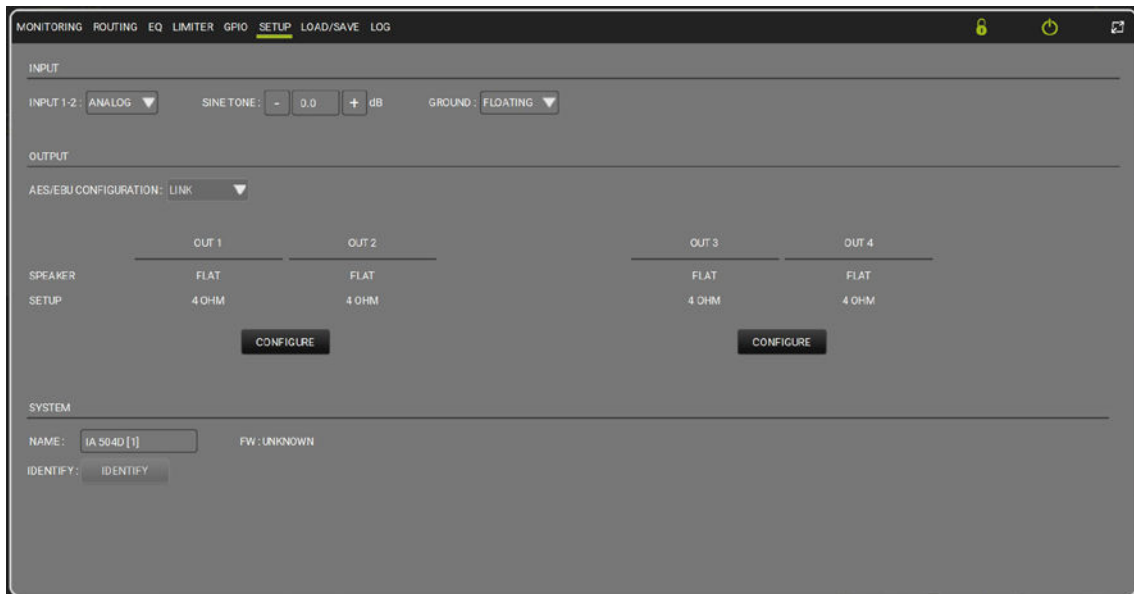 MONITORING ROUTING EQ LIMITER GPIO SETUP LOAD/SAVE LOG
INPUT
INPUT 1-2 : ANALOG SINE TONE : - 0.0 + dB GROUND : FLOATING
OUTPUT
AES/EBU CONFIGURATION : LINK
OUT 1 OUT 2 OUT 3 OUT 4
SPEAKER FLAT FLAT FLAT FLAT
SETUP 4 OHM 4 OHM 4 OHM 4 OHM
CONFIGURE CONFIGURE
SYSTEM
NAME : IA 504D [1] FW : UNKNOWN
IDENTIFY : IDENTIFY